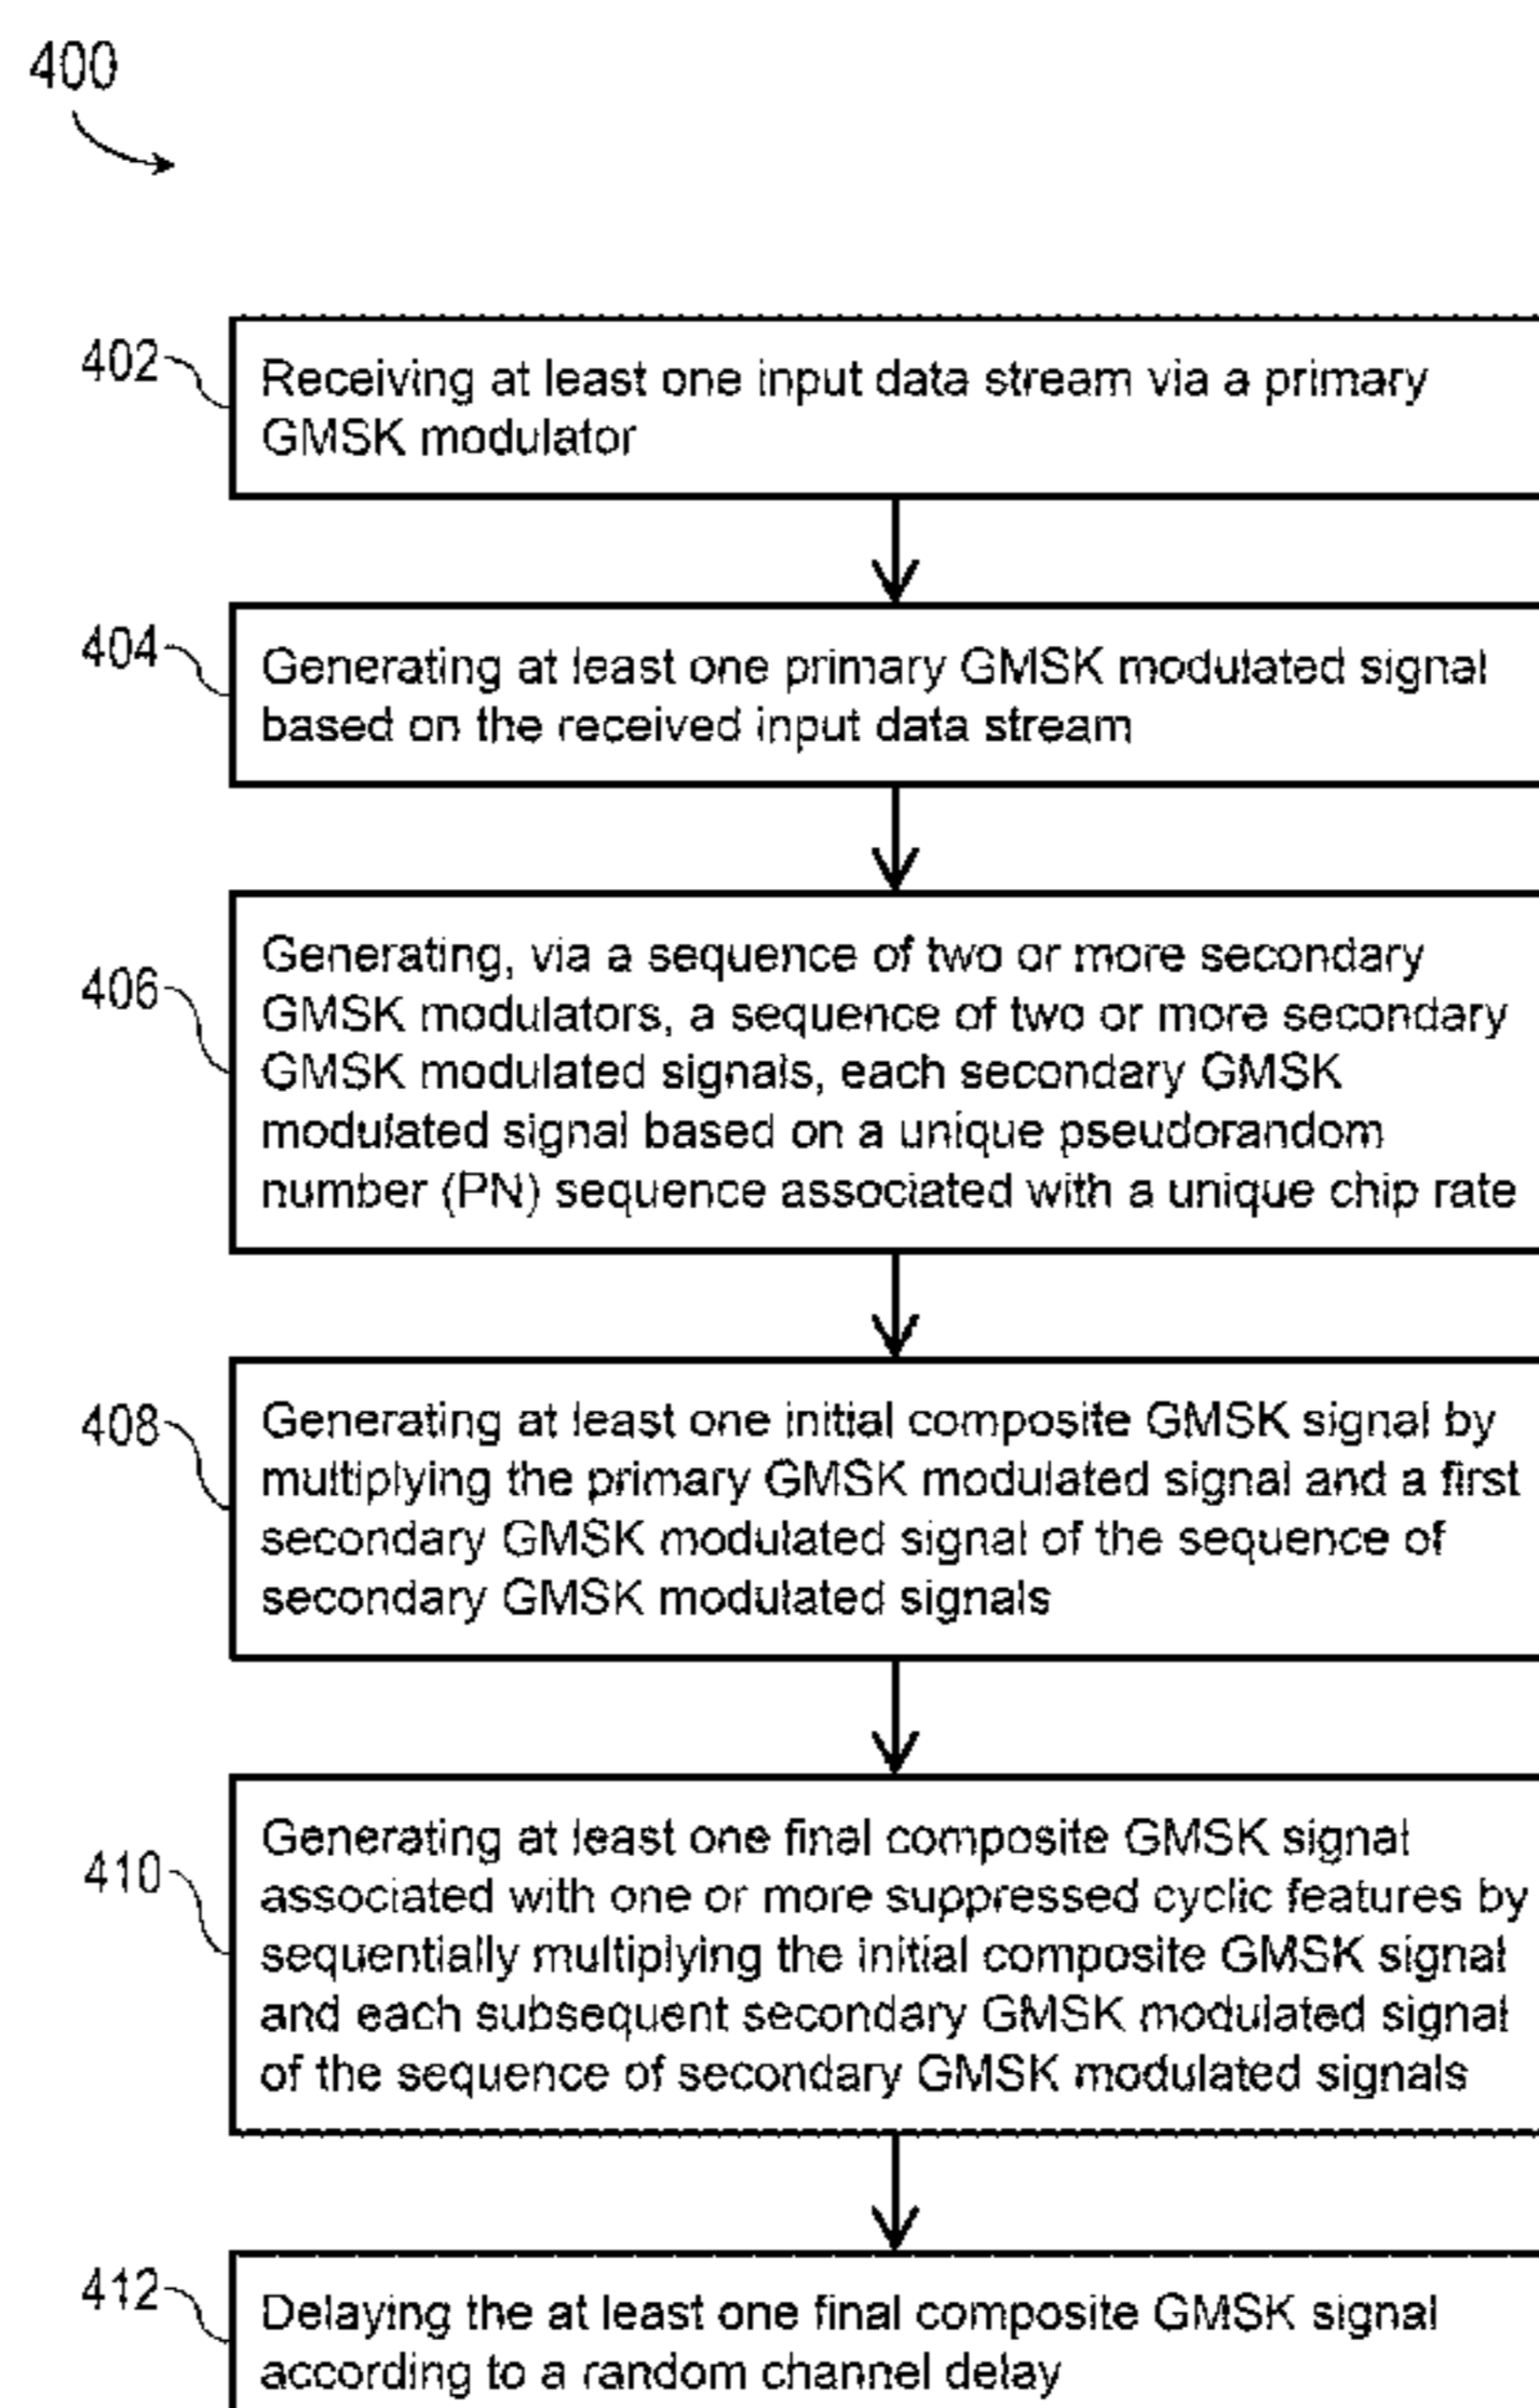 400
402
Receiving at least one input data stream via a primary
GMSK modulator
404
Generating at least one primary GMSK modulated signal
based on the received input data stream
406
Generating, via a sequence of two or more secondary
GMSK modulators, a sequence of two or more secondary
GMSK modulated signals, each secondary GMSK
modulated signal based on a unique pseudorandom
number (PN) sequence associated with a unique chip rate
408
Generating at least one initial composite GMSK signal by
multiplying the primary GMSK modulated signal and a first
secondary GMSK modulated signal of the sequence of
secondary GMSK modulated signals
410
Generating at least one final composite GMSK signal
associated with one or more suppressed cyclic features by
sequentially multiplying the initial composite GMSK signal
and each subsequent secondary GMSK modulated signal
of the sequence of secondary GMSK modulated signals
412
Delaying the at least one final composite GMSK signal
according to a random channel delay